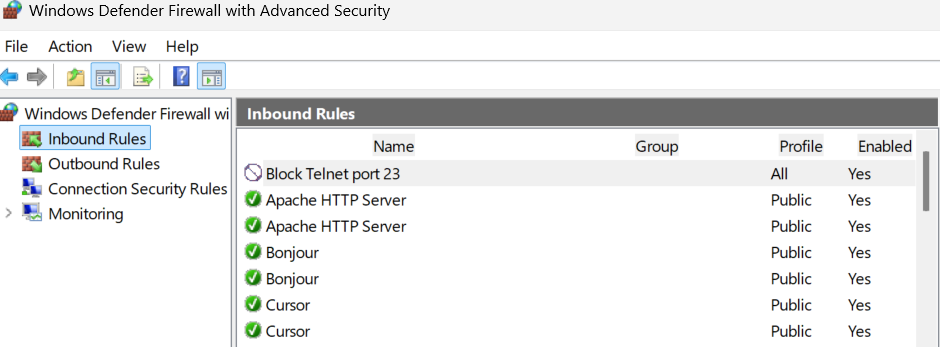 Windows Defender Firewall with Advanced Security
File Action View Help
Windows Defender Firewall wi
Inbound Rules
Outbound Rules
Connection Security Rules
Monitoring
Inbound Rules
Name Group Profile Enabled
Block Telnet port 23 All Yes
Apache HTTP Server Public Yes
Apache HTTP Server Public Yes
Bonjour Public Yes
Bonjour Public Yes
Cursor Public Yes
Cursor Public Yes